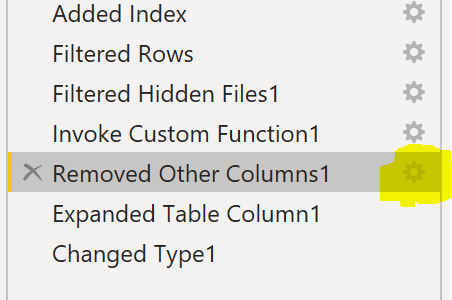 Added Index
Filtered Rows
Filtered Hidden Files1
Invoke Custom Function1
Removed Other Columns1
Expanded Table Column1
Changed Type1